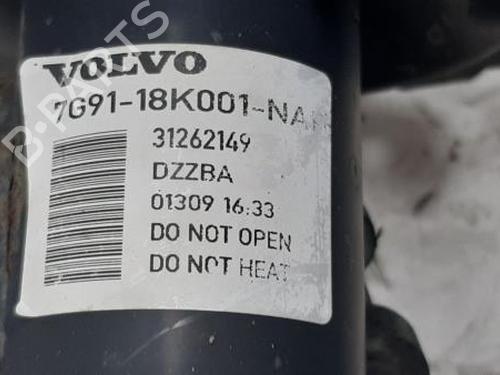 VOLVO
7G91-18K001-NA
31262149
DZZBA
01309 16:33
DO NOT OPEN
DO NOT HEAT
B-PARTS